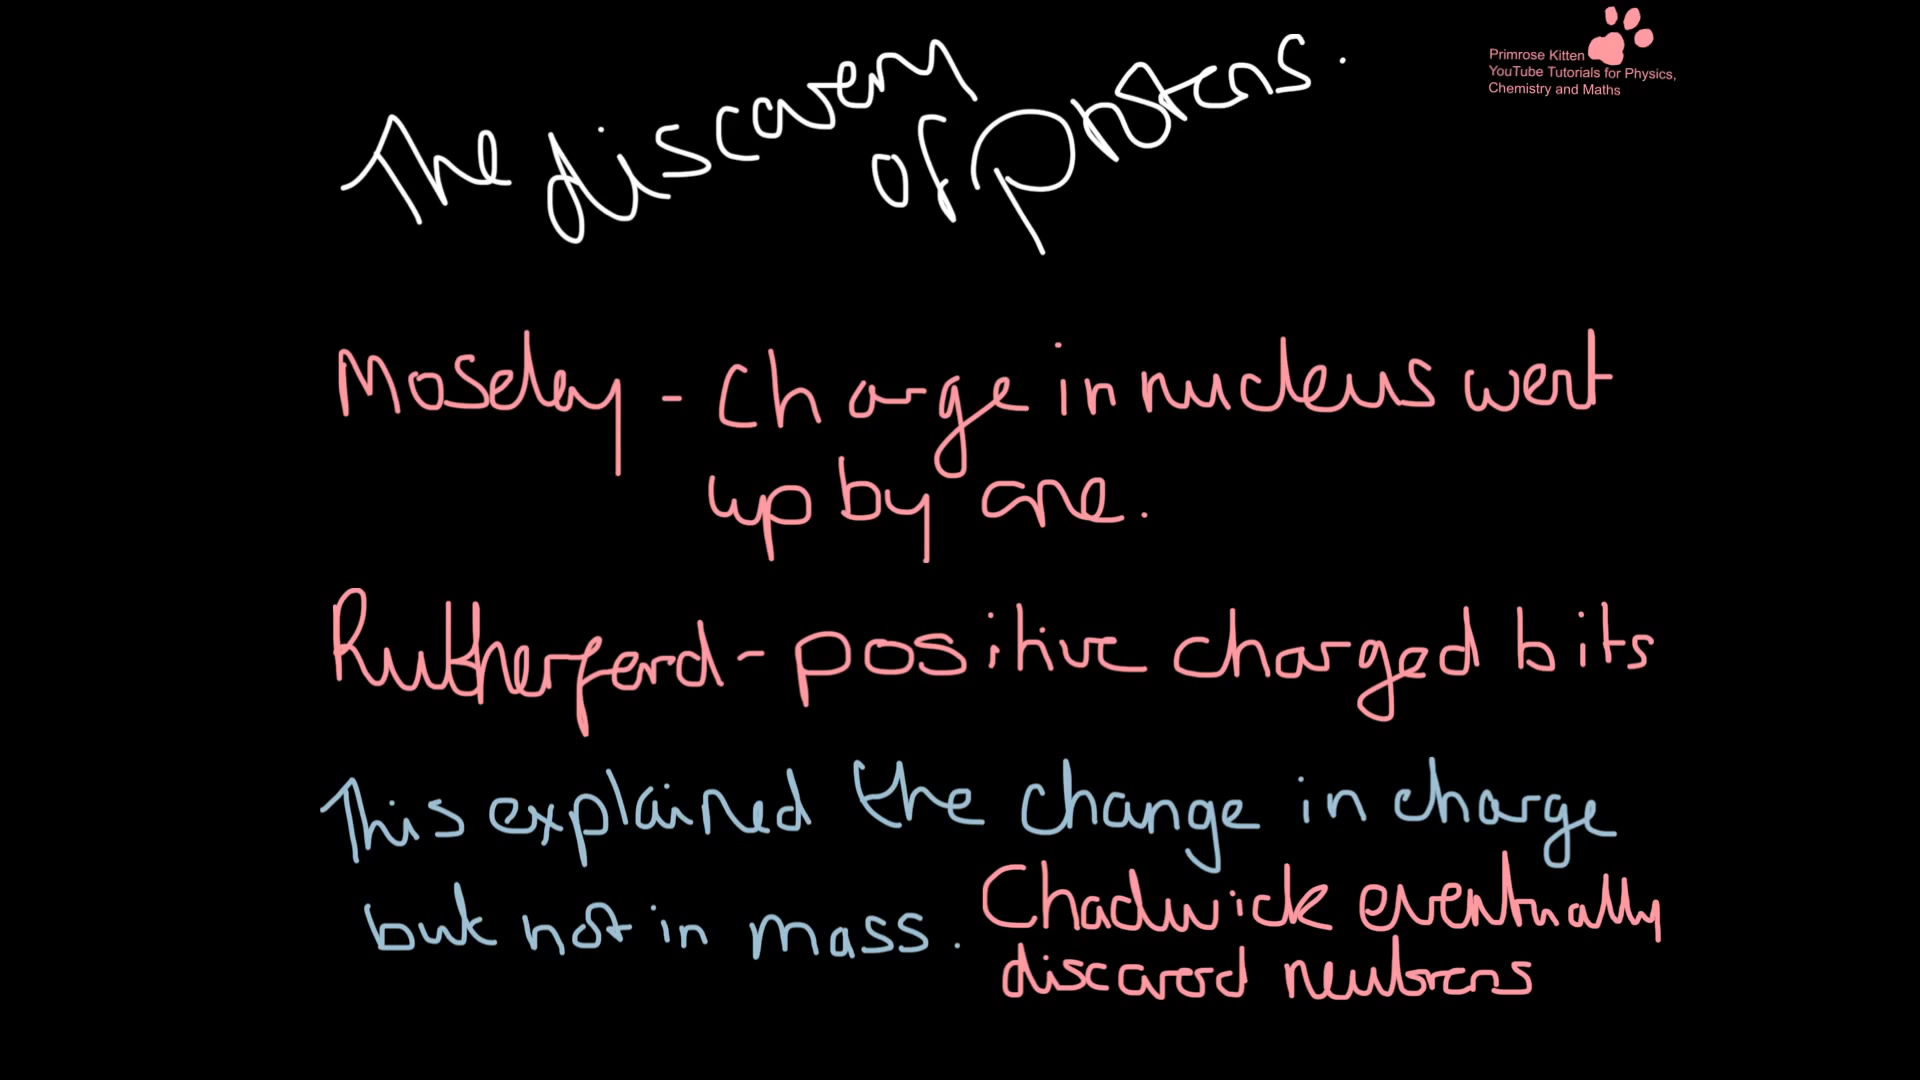 The discovery
of protons.
Primrose Kitten
YouTube Tutorials for Physics,
Chemistry and Maths
Moseley - Charge in nucleus went
up by one.
Rutherford - positive charged bits
This explained the change in charge
but not in mass.
Chadwick eventually
discovered neutrons